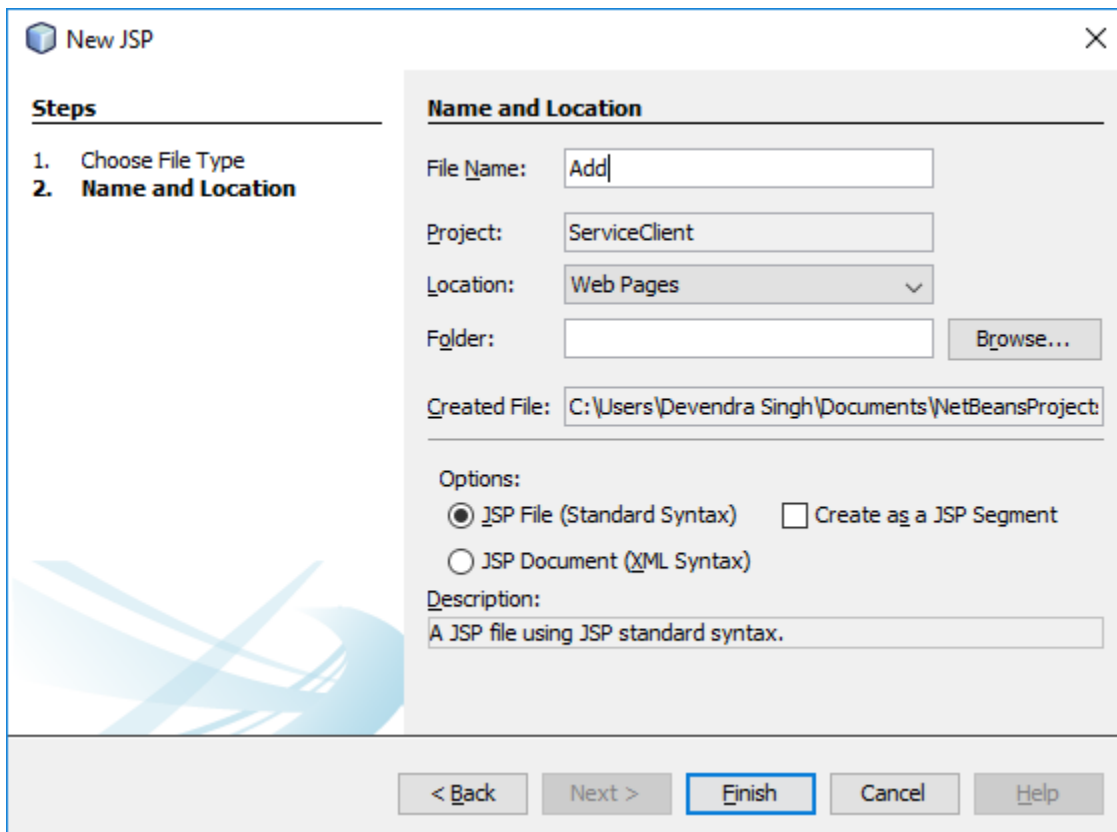 New JSP
Steps
1. Choose File Type
2. Name and Location
Name and Location
File Name: Add
Project: ServiceClient
Location: Web Pages
Folder: Browse...
Created File: C:\Users\Devendra Singh\Documents\NetBeansProjects
Options:
JSP File (Standard Syntax) Create as a JSP Segment
JSP Document (XML Syntax)
Description:
A JSP file using JSP standard syntax.
< Back Next > Finish Cancel Help